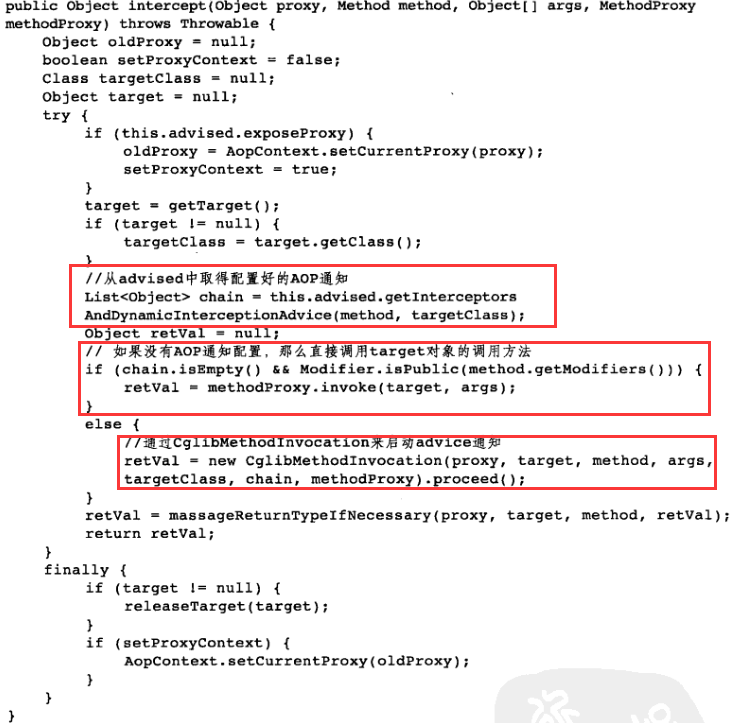 public Object intercept(Object proxy, Method method, Object[] args, MethodProxy
methodProxy) throws Throwable {
Object oldProxy = null;
boolean setProxyContext = false;
Class targetClass = null;
Object target = null;
try {
if (this.advised.exposeProxy) {
oldProxy = AopContext.setCurrentProxy(proxy);
setProxyContext = true;
}
target = getTarget();
if (target != null) {
targetClass = target.getClass();
}
//从advised中取得配置好的AOP通知
List<Object> chain = this.advised.getInterceptors
AndDynamicInterceptionAdvice(method, targetClass);
Object retVal = null;
// 如果没有AOP通知配置，那么直接调用target对象的调用方法
if (chain.isEmpty() && Modifier.isPublic(method.getModifiers())) {
retVal = methodProxy.invoke(target, args);
}
else {
//通过CglibMethodInvocation来启动advice通知
retVal = new CglibMethodInvocation(proxy, target, method, args,
targetClass, chain, methodProxy).proceed();
}
retVal = massageReturnTypeIfNecessary(proxy, target, method, retVal);
return retVal;
}
finally {
if (target != null) {
releaseTarget(target);
}
if (setProxyContext) {
AopContext.setCurrentProxy(oldProxy);
}
}
}